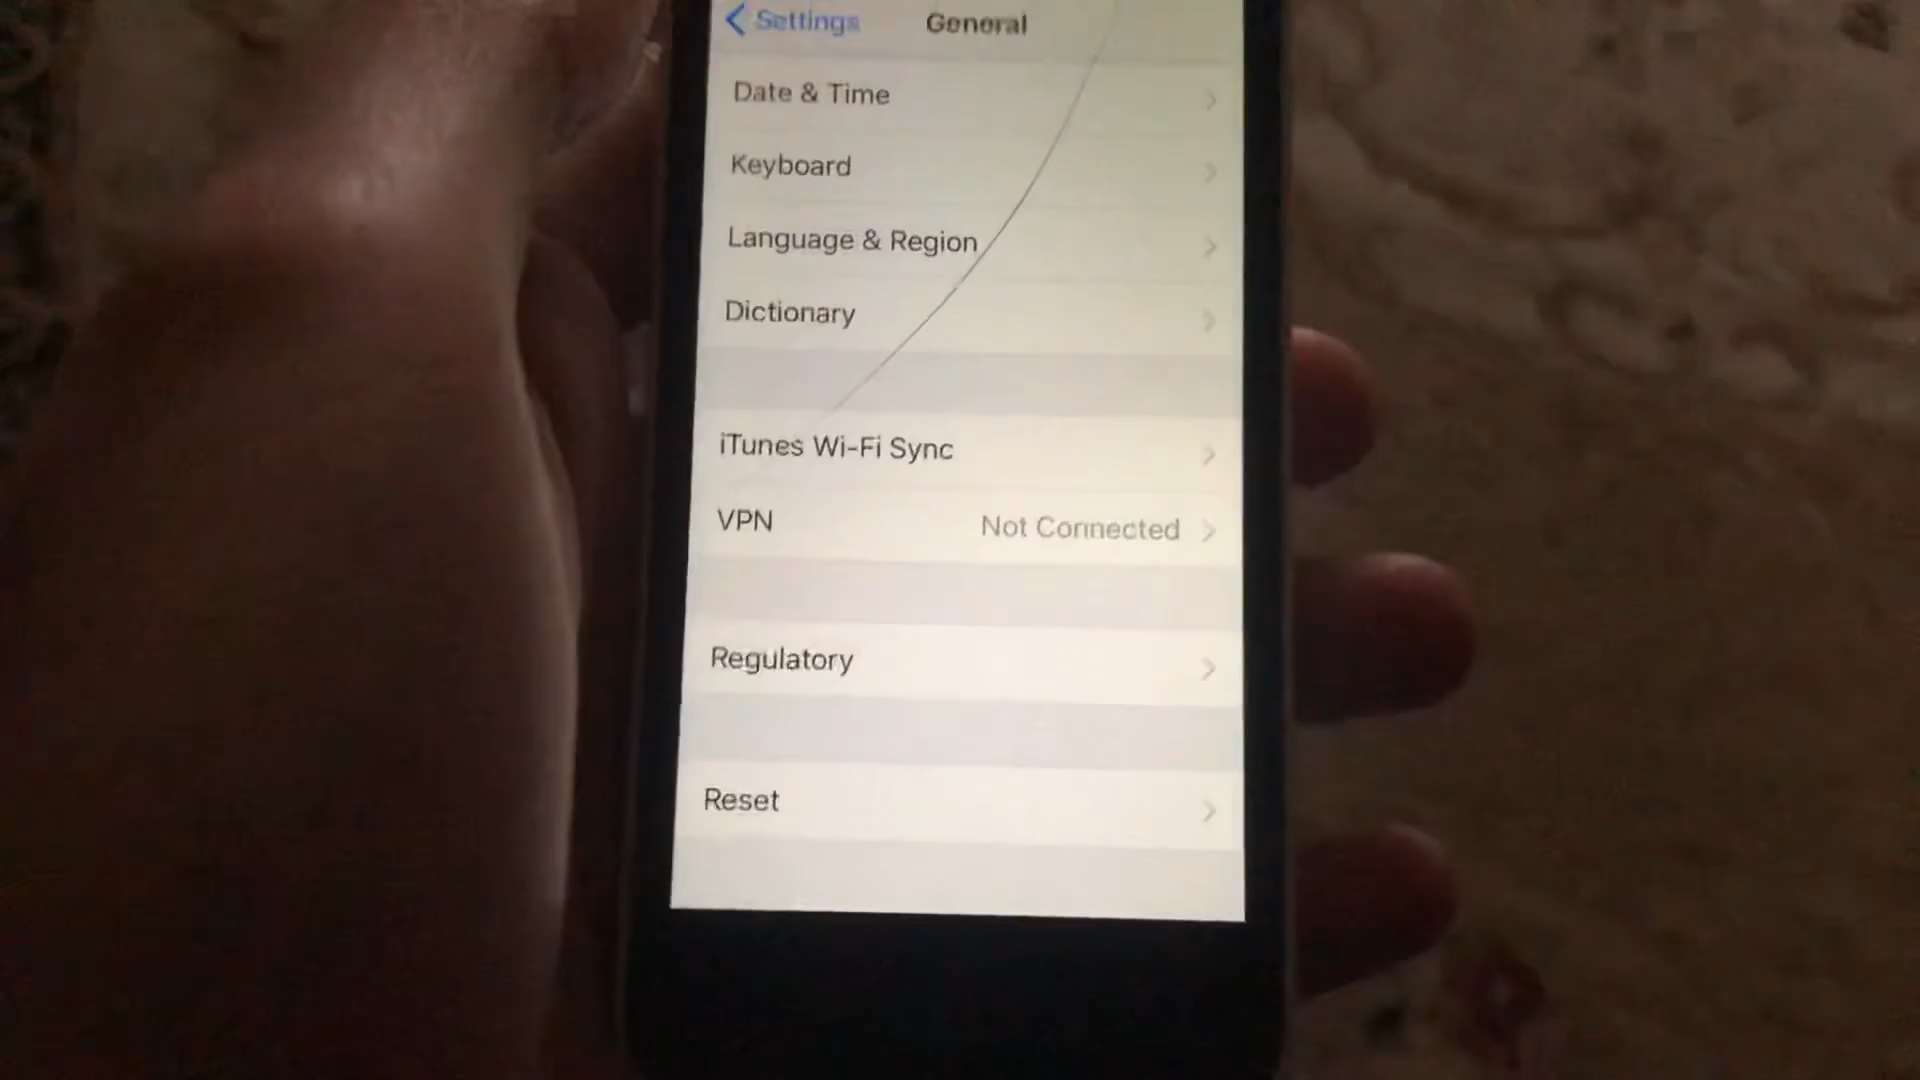 Settings General
Date & Time
Keyboard
Language & Region
Dictionary
iTunes Wi-Fi Sync
VPN Not Connected
Regulatory
Reset